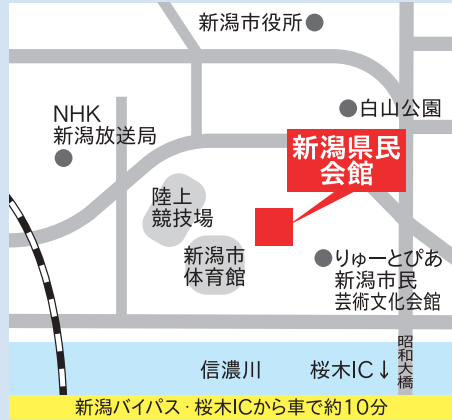 新潟市役所
NHK
新潟放送局
白山公園
新潟県民
会館
陸上
競技場
新潟市
体育館
りゅーとぴあ
新潟市民
芸術文化会館
昭和大橋
信濃川
桜木IC↓
新潟バイパス・桜木ICから車で約10分